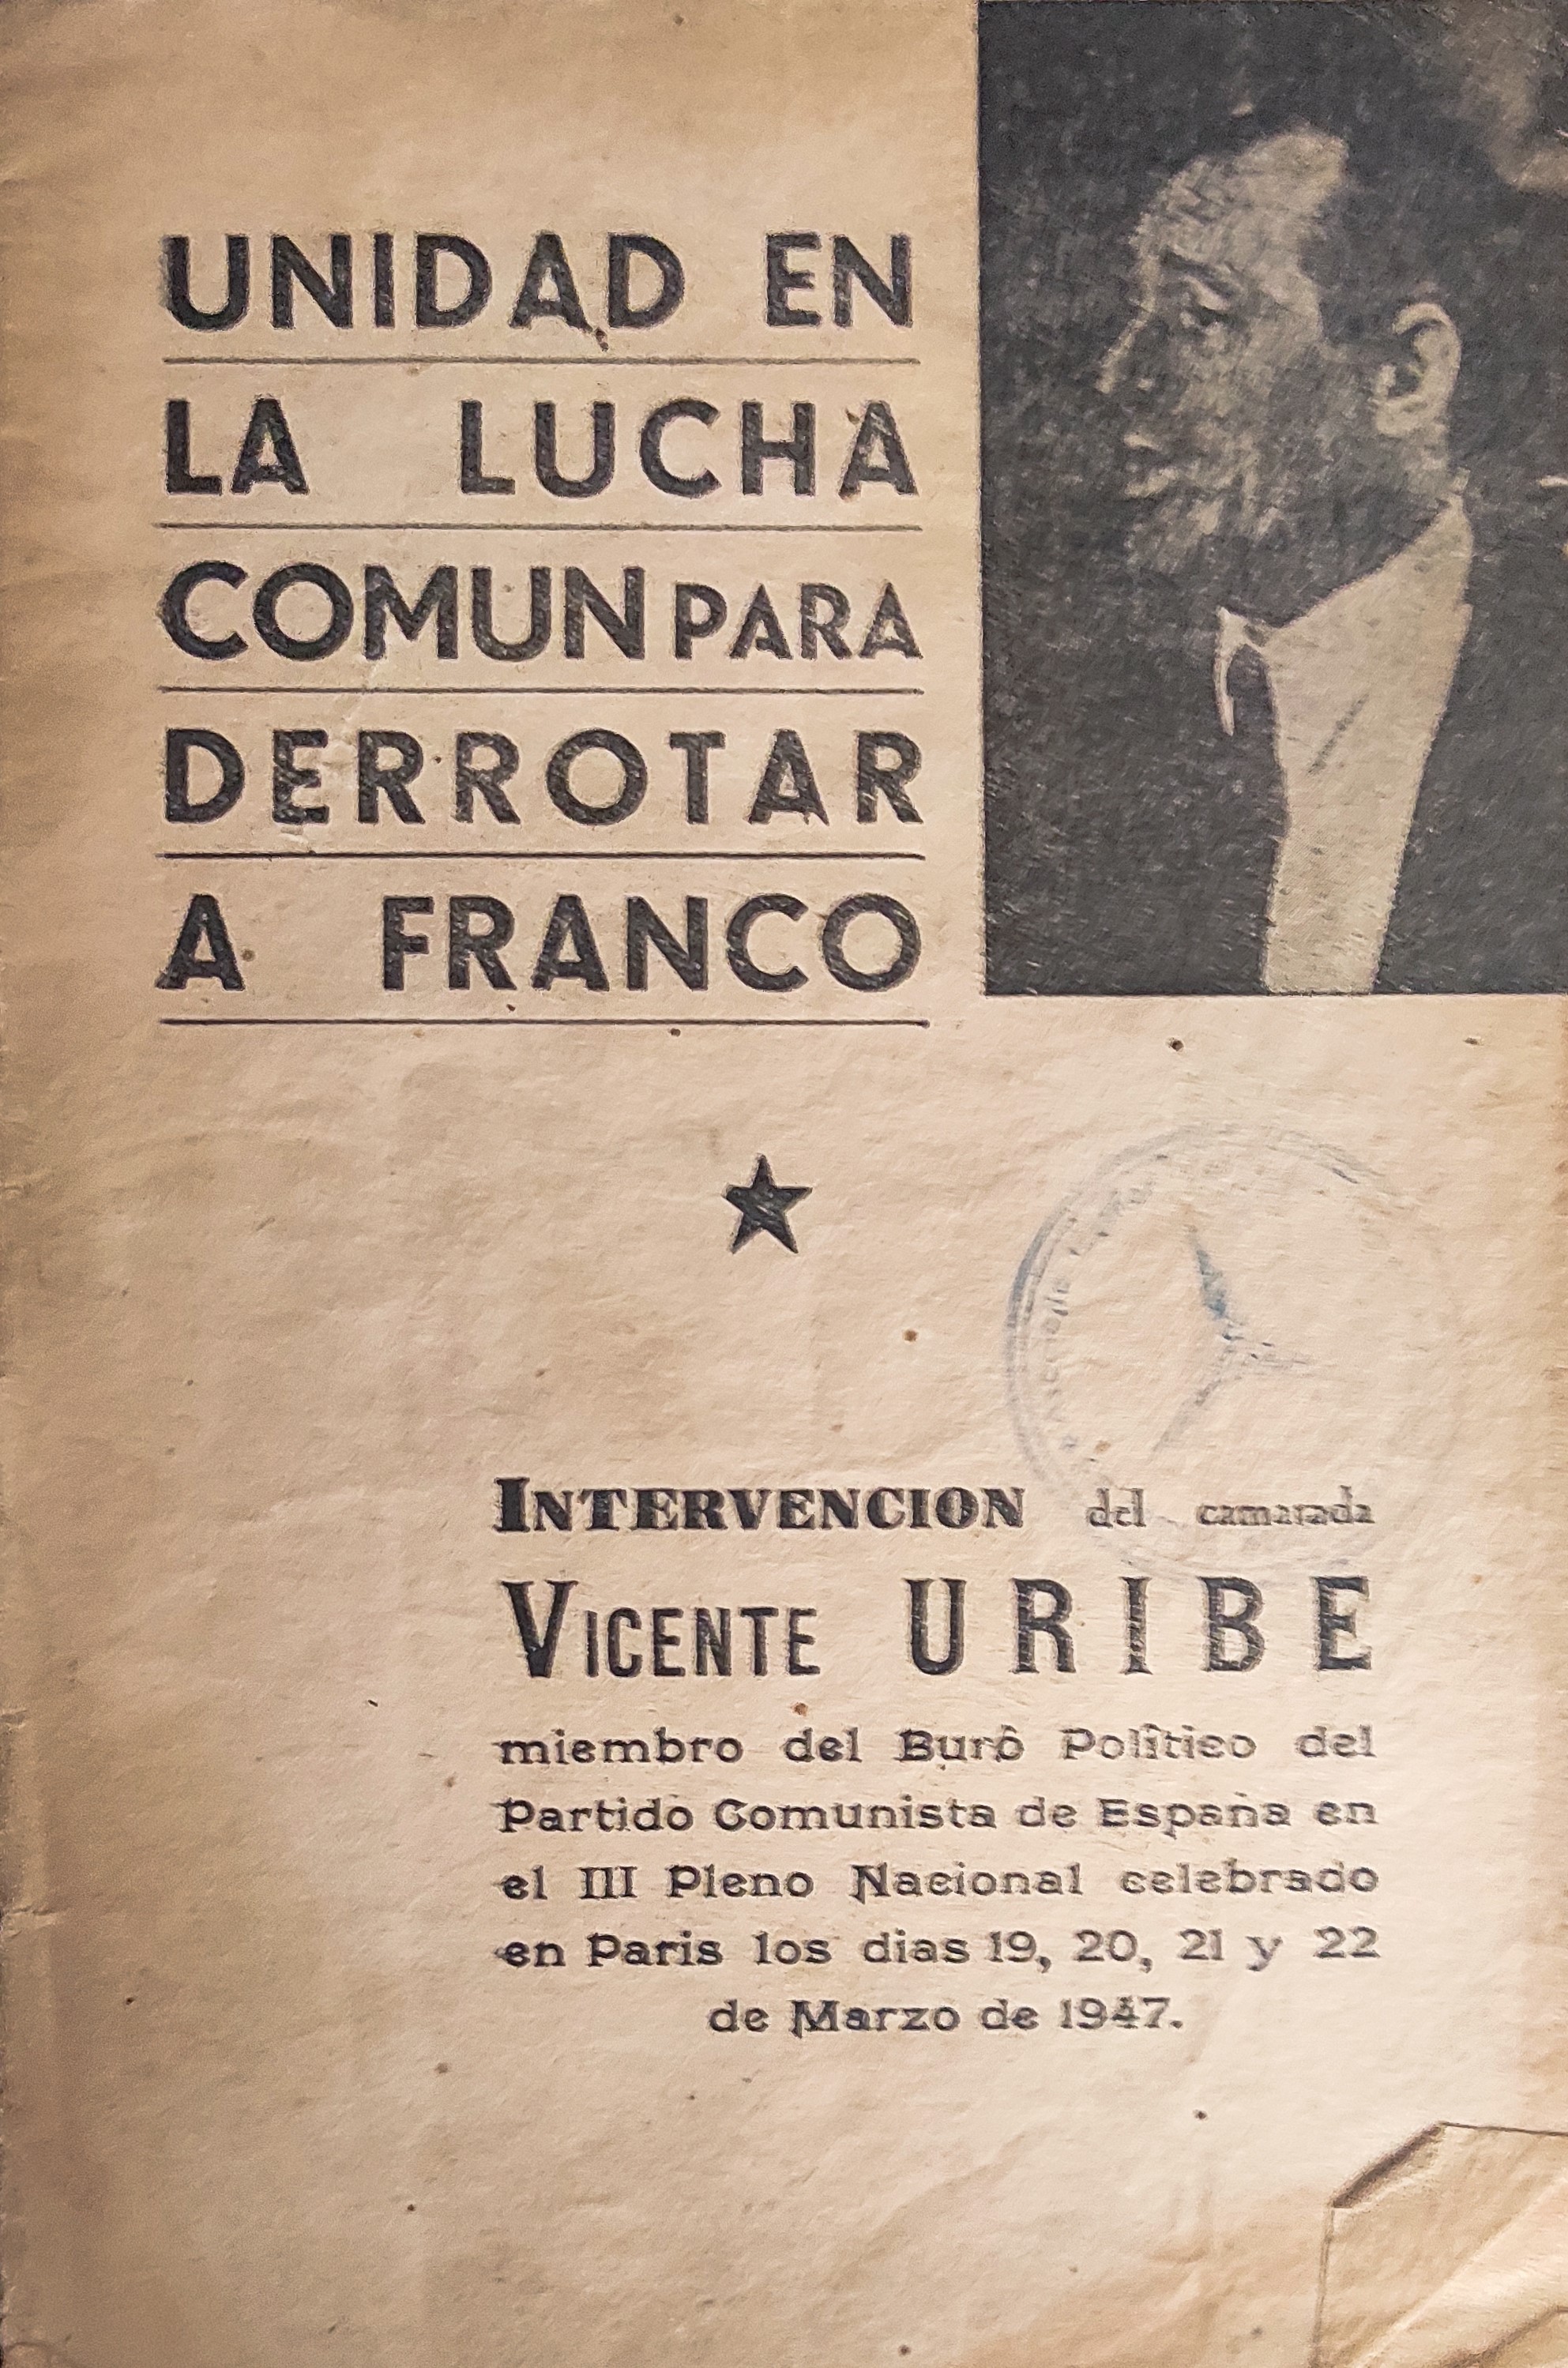 UNIDAD EN
LA LUCHA
COMUN PARA
DERROTAR
A FRANCO
INTERVENCION del camarada
VICENTE URIBE
miembro del Buró Político del
Partido Comunista de España en
el III Pleno Nacional celebrado
en Paris los dias 19, 20, 21 y 22
de Marzo de 1947.